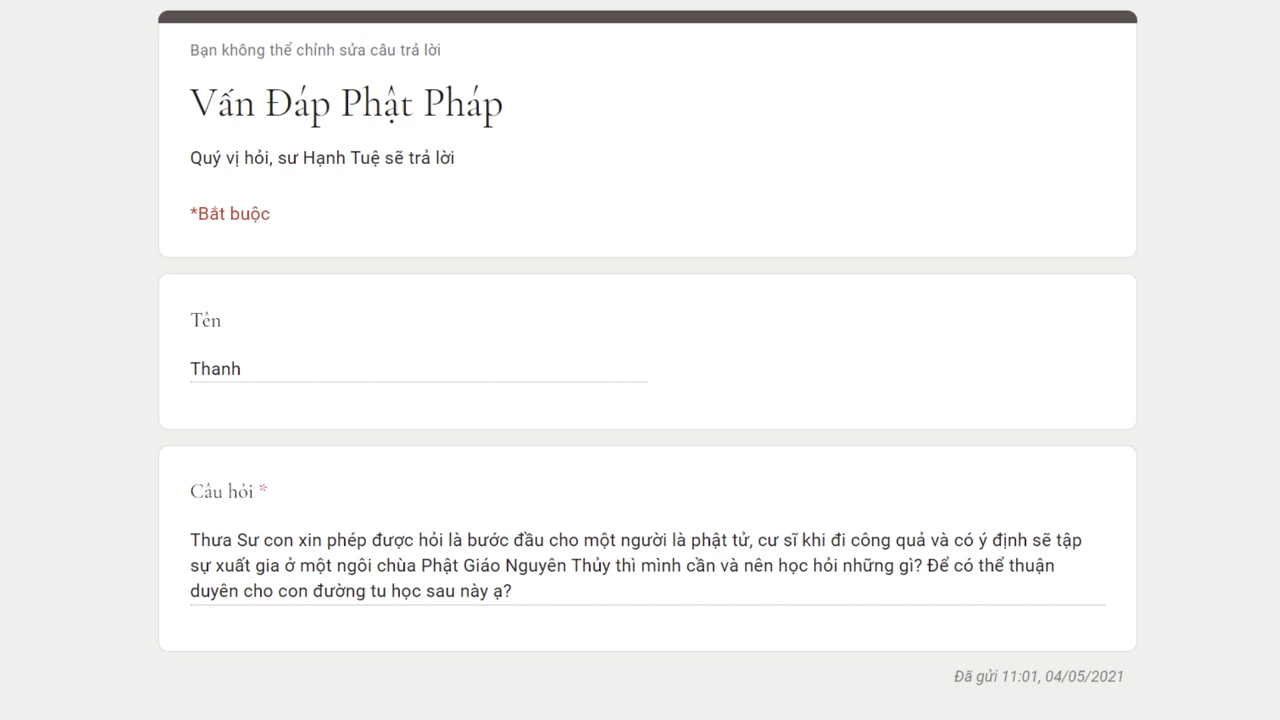 Bạn không thể chỉnh sửa câu trả lời
Vấn Đáp Phật Pháp
Quý vị hỏi, sư Hạnh Tuệ sẽ trả lời
*Bắt buộc
Tên
Thanh
Câu hỏi *
Thưa Sư con xin phép được hỏi là bước đầu cho một người là phật tử, cư sĩ khi đi công quả và có ý định sẽ tập
sự xuất gia ở một ngôi chùa Phật Giáo Nguyên Thủy thì mình cần và nên học hỏi những gì? Để có thể thuận
duyên cho con đường tu học sau này ạ?
Đã gửi 11:01, 04/05/2021